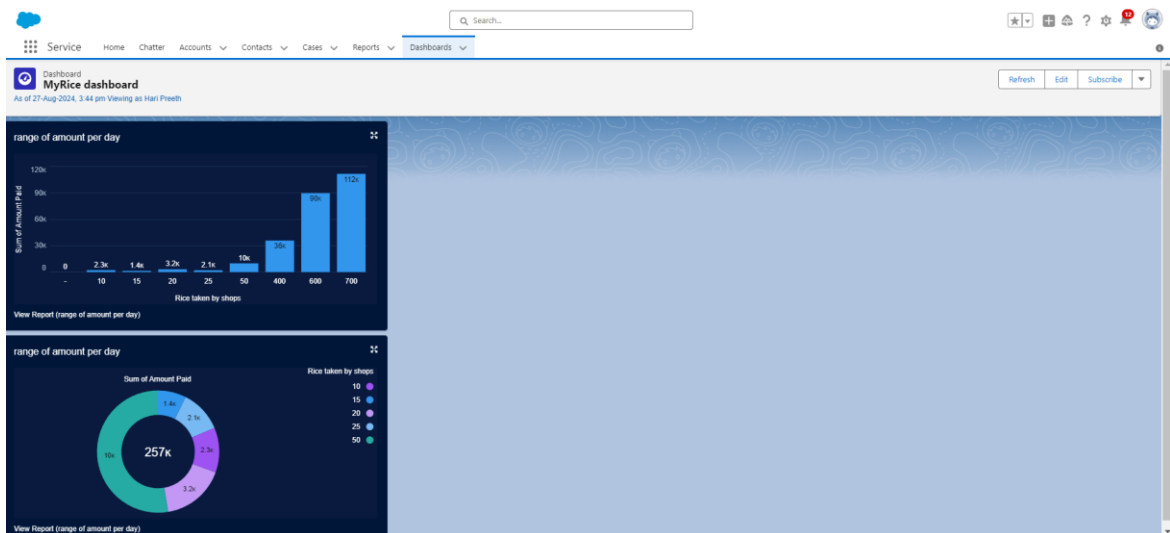 Search...
12
Service Home Chatter Accounts Contacts Cases Reports Dashboards
Dashboard
MyRice dashboard
As of 27-Aug-2024, 3:44 pm Viewing as Hari Preeth
Refresh Edit Subscribe
range of amount per day
Sum of Amount Paid
120K
90K
60K
30K
0
0 2.3K 1.4K 3.2K 2.1K 10K 36K 90K 112K
- 10 15 20 25 50 400 600 700
Rice taken by shops
View Report (range of amount per day)
range of amount per day
Sum of Amount Paid
1.4K
2.1K
2.3K
3.2K
10K
257K
Rice taken by shops
10
15
20
25
50
View Report (range of amount per day)